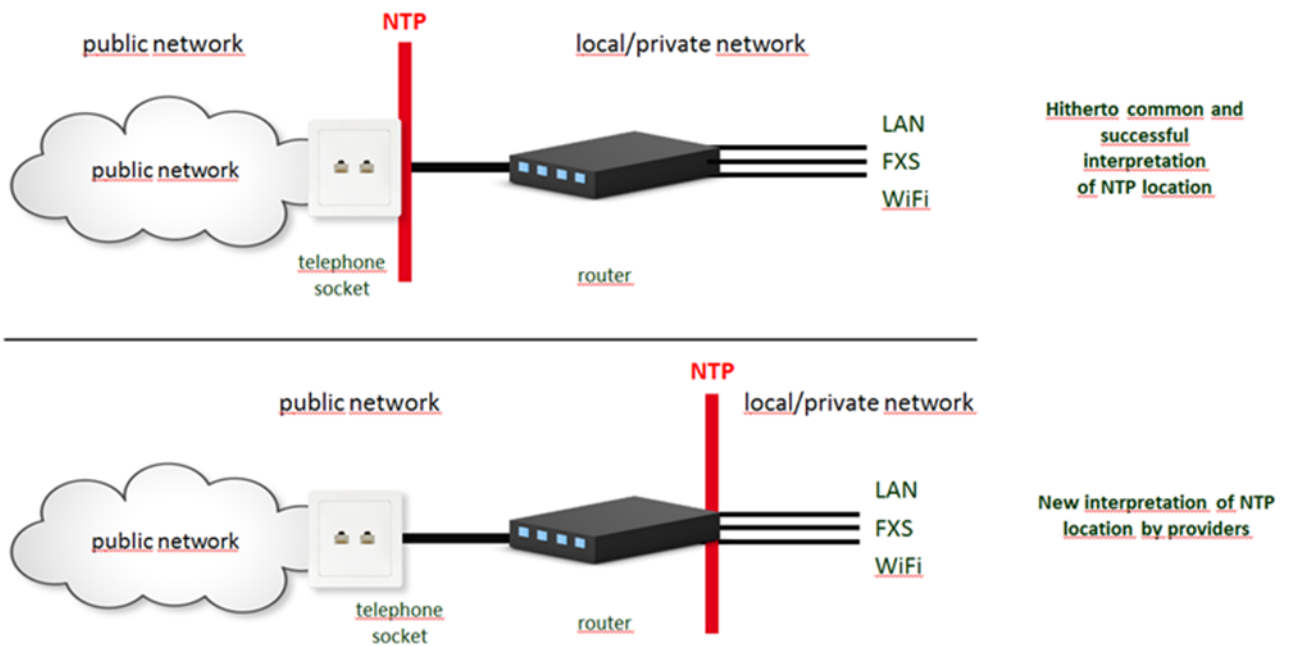 NTP
public network
local/private network
public network
LAN
FXS
WiFi
telephone
socket
router
Hitherto common and
successful
interpretation
of NTP location
NTP
public network
local/private network
public network
LAN
FXS
WiFi
telephone
socket
router
New interpretation of NTP
location by providers